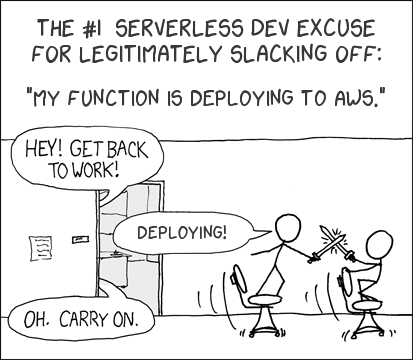 THE #1 SERVERLESS DEV EXCUSE
FOR LEGITIMATELY SLACKING OFF:
"MY FUNCTION IS DEPLOYING TO AWS."
HEY! GET BACK
TO WORK!
DEPLOYING!
OH. CARRY ON.